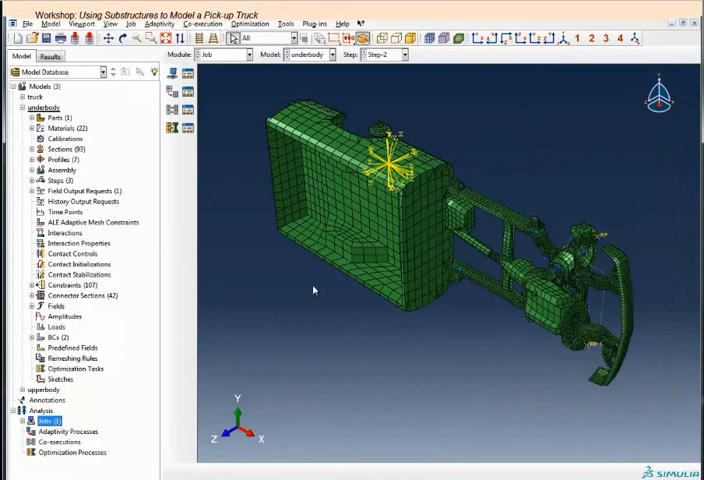 Workshop: Using Substructures to Model a Pick-up Truck
File Model Viewport View Job Adaptivity Co-execution Optimization Tools Plug-ins Help
All
1 2 3 4
Model Results Module: Job Model: underbody Step: Step-2
Model Database
Models (3)
truck
underbody
Parts (1)
Materials (22)
Calibrations
Sections (93)
Profiles (7)
Assembly
Steps (3)
Field Output Requests (1)
History Output Requests
Time Points
ALE Adaptive Mesh Constraints
Interactions
Interaction Properties
Contact Controls
Contact Initializations
Contact Stabilizations
Constraints (107)
Connector Sections (42)
Fields
Amplitudes
Loads
BCs (2)
Predefined Fields
Remeshing Rules
Optimization Tasks
Sketches
upperbody
Annotations
Analysis
Jobs (1)
Adaptivity Processes
Co-executions
Optimization Processes
Y
Z X
SIMULIA